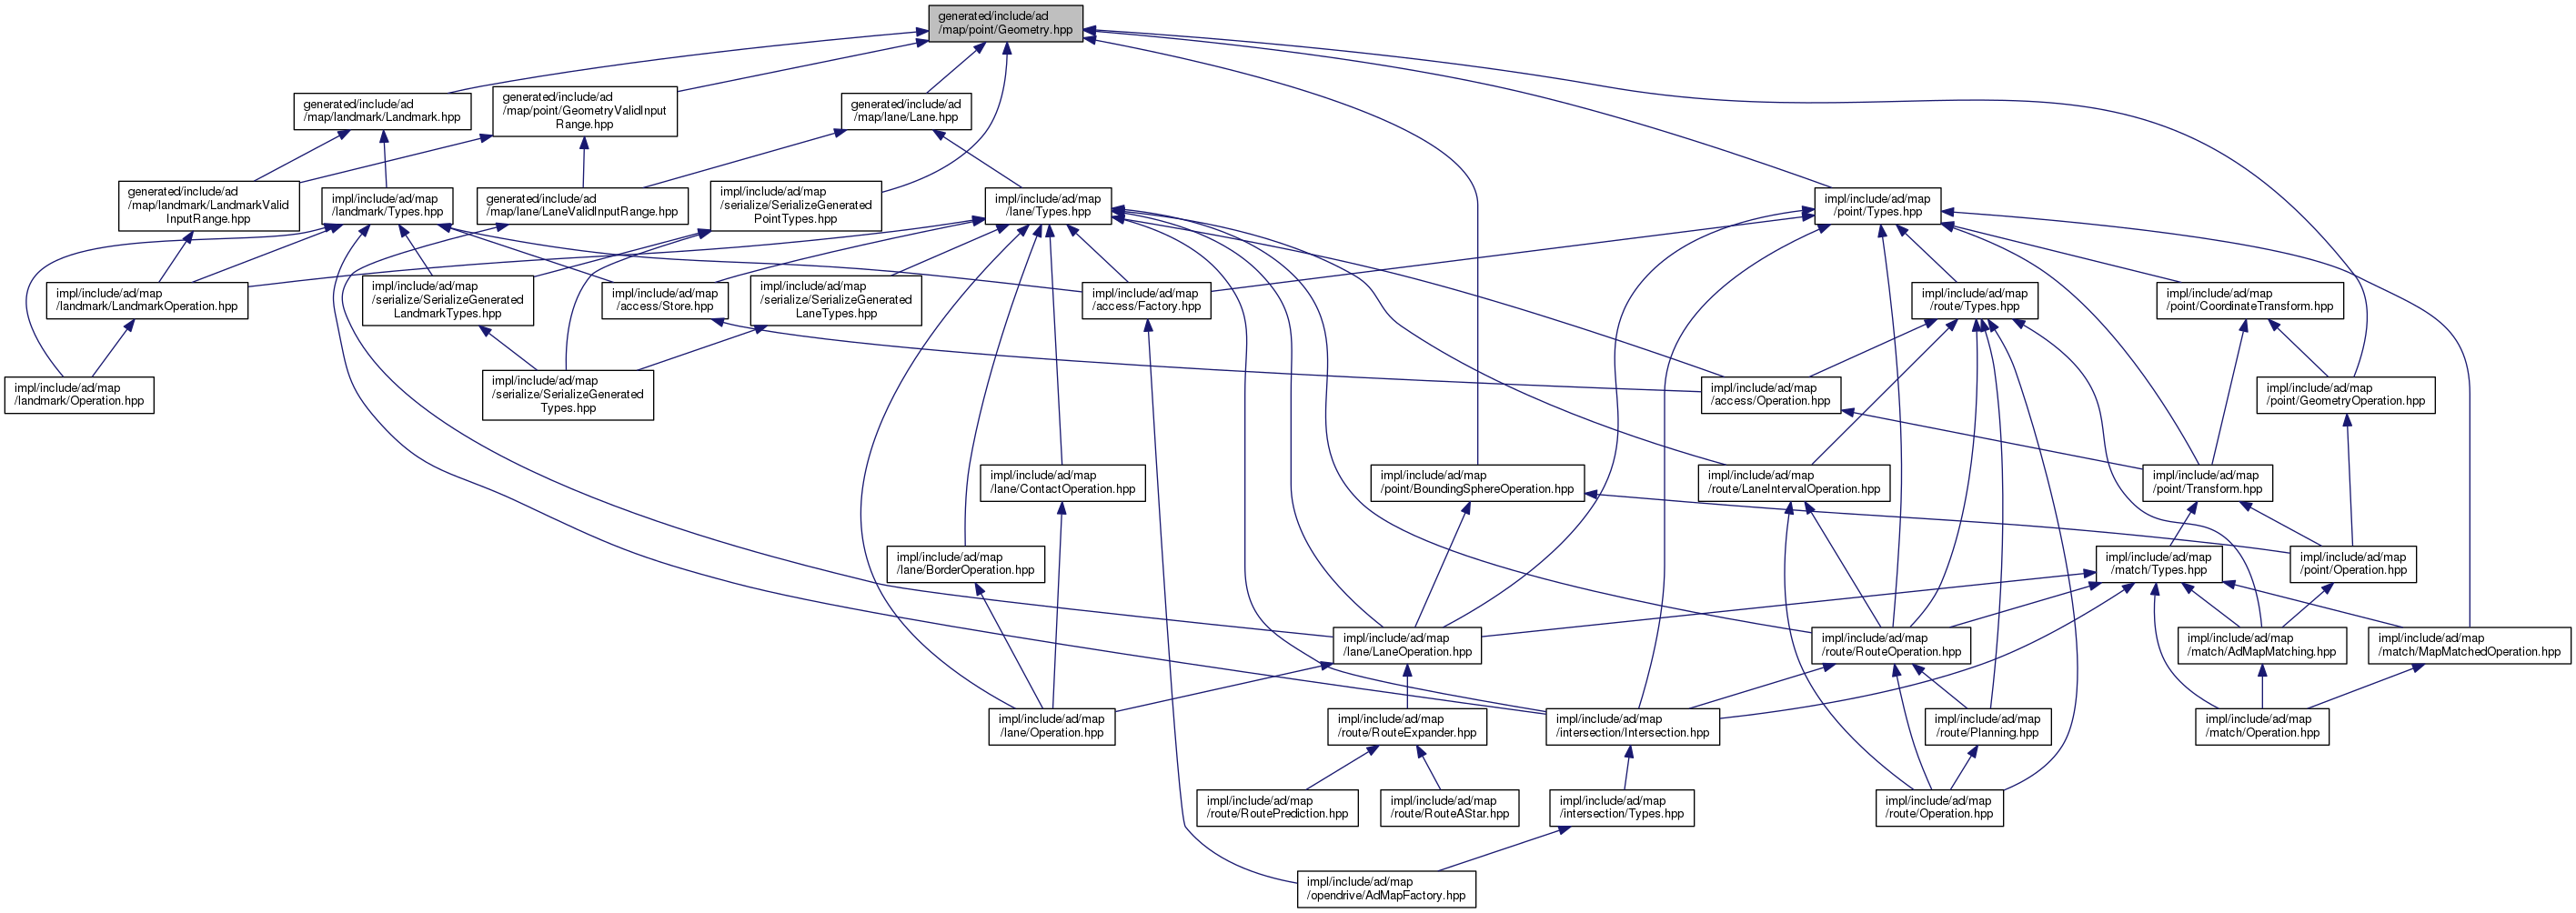 generated/include/ad
/map/point/Geometry.hpp
generated/include/ad
/map/landmark/Landmark.hpp
generated/include/ad
/map/point/GeometryValidInput
Range.hpp
generated/include/ad
/map/lane/Lane.hpp
generated/include/ad
/map/landmark/LandmarkValid
InputRange.hpp
impl/include/ad/map
/landmark/Types.hpp
generated/include/ad
/map/lane/LaneValidInputRange.hpp
impl/include/ad/map
/serialize/SerializeGenerated
PointTypes.hpp
impl/include/ad/map
/lane/Types.hpp
impl/include/ad/map
/point/Types.hpp
impl/include/ad/map
/landmark/LandmarkOperation.hpp
impl/include/ad/map
/serialize/SerializeGenerated
LandmarkTypes.hpp
impl/include/ad/map
/access/Store.hpp
impl/include/ad/map
/serialize/SerializeGenerated
LaneTypes.hpp
impl/include/ad/map
/access/Factory.hpp
impl/include/ad/map
/route/Types.hpp
impl/include/ad/map
/point/CoordinateTransform.hpp
impl/include/ad/map
/landmark/Operation.hpp
impl/include/ad/map
/serialize/SerializeGenerated
Types.hpp
impl/include/ad/map
/access/Operation.hpp
impl/include/ad/map
/point/GeometryOperation.hpp
impl/include/ad/map
/lane/ContactOperation.hpp
impl/include/ad/map
/point/BoundingSphereOperation.hpp
impl/include/ad/map
/route/LaneIntervalOperation.hpp
impl/include/ad/map
/point/Transform.hpp
impl/include/ad/map
/lane/BorderOperation.hpp
impl/include/ad/map
/match/Types.hpp
impl/include/ad/map
/point/Operation.hpp
impl/include/ad/map
/lane/LaneOperation.hpp
impl/include/ad/map
/route/RouteOperation.hpp
impl/include/ad/map
/match/AdMapMatching.hpp
impl/include/ad/map
/match/MapMatchedOperation.hpp
impl/include/ad/map
/lane/Operation.hpp
impl/include/ad/map
/route/RouteExpander.hpp
impl/include/ad/map
/intersection/Intersection.hpp
impl/include/ad/map
/route/Planning.hpp
impl/include/ad/map
/match/Operation.hpp
impl/include/ad/map
/route/RoutePrediction.hpp
impl/include/ad/map
/route/RouteAStar.hpp
impl/include/ad/map
/intersection/Types.hpp
impl/include/ad/map
/route/Operation.hpp
impl/include/ad/map
/opendrive/AdMapFactory.hpp